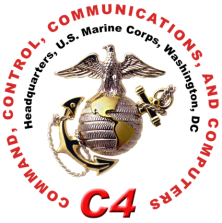 COMMAND, CONTROL, COMMUNICATIONS, AND COMPUTERS
Headquarters, U.S. Marine Corps, Washington, DC
C4